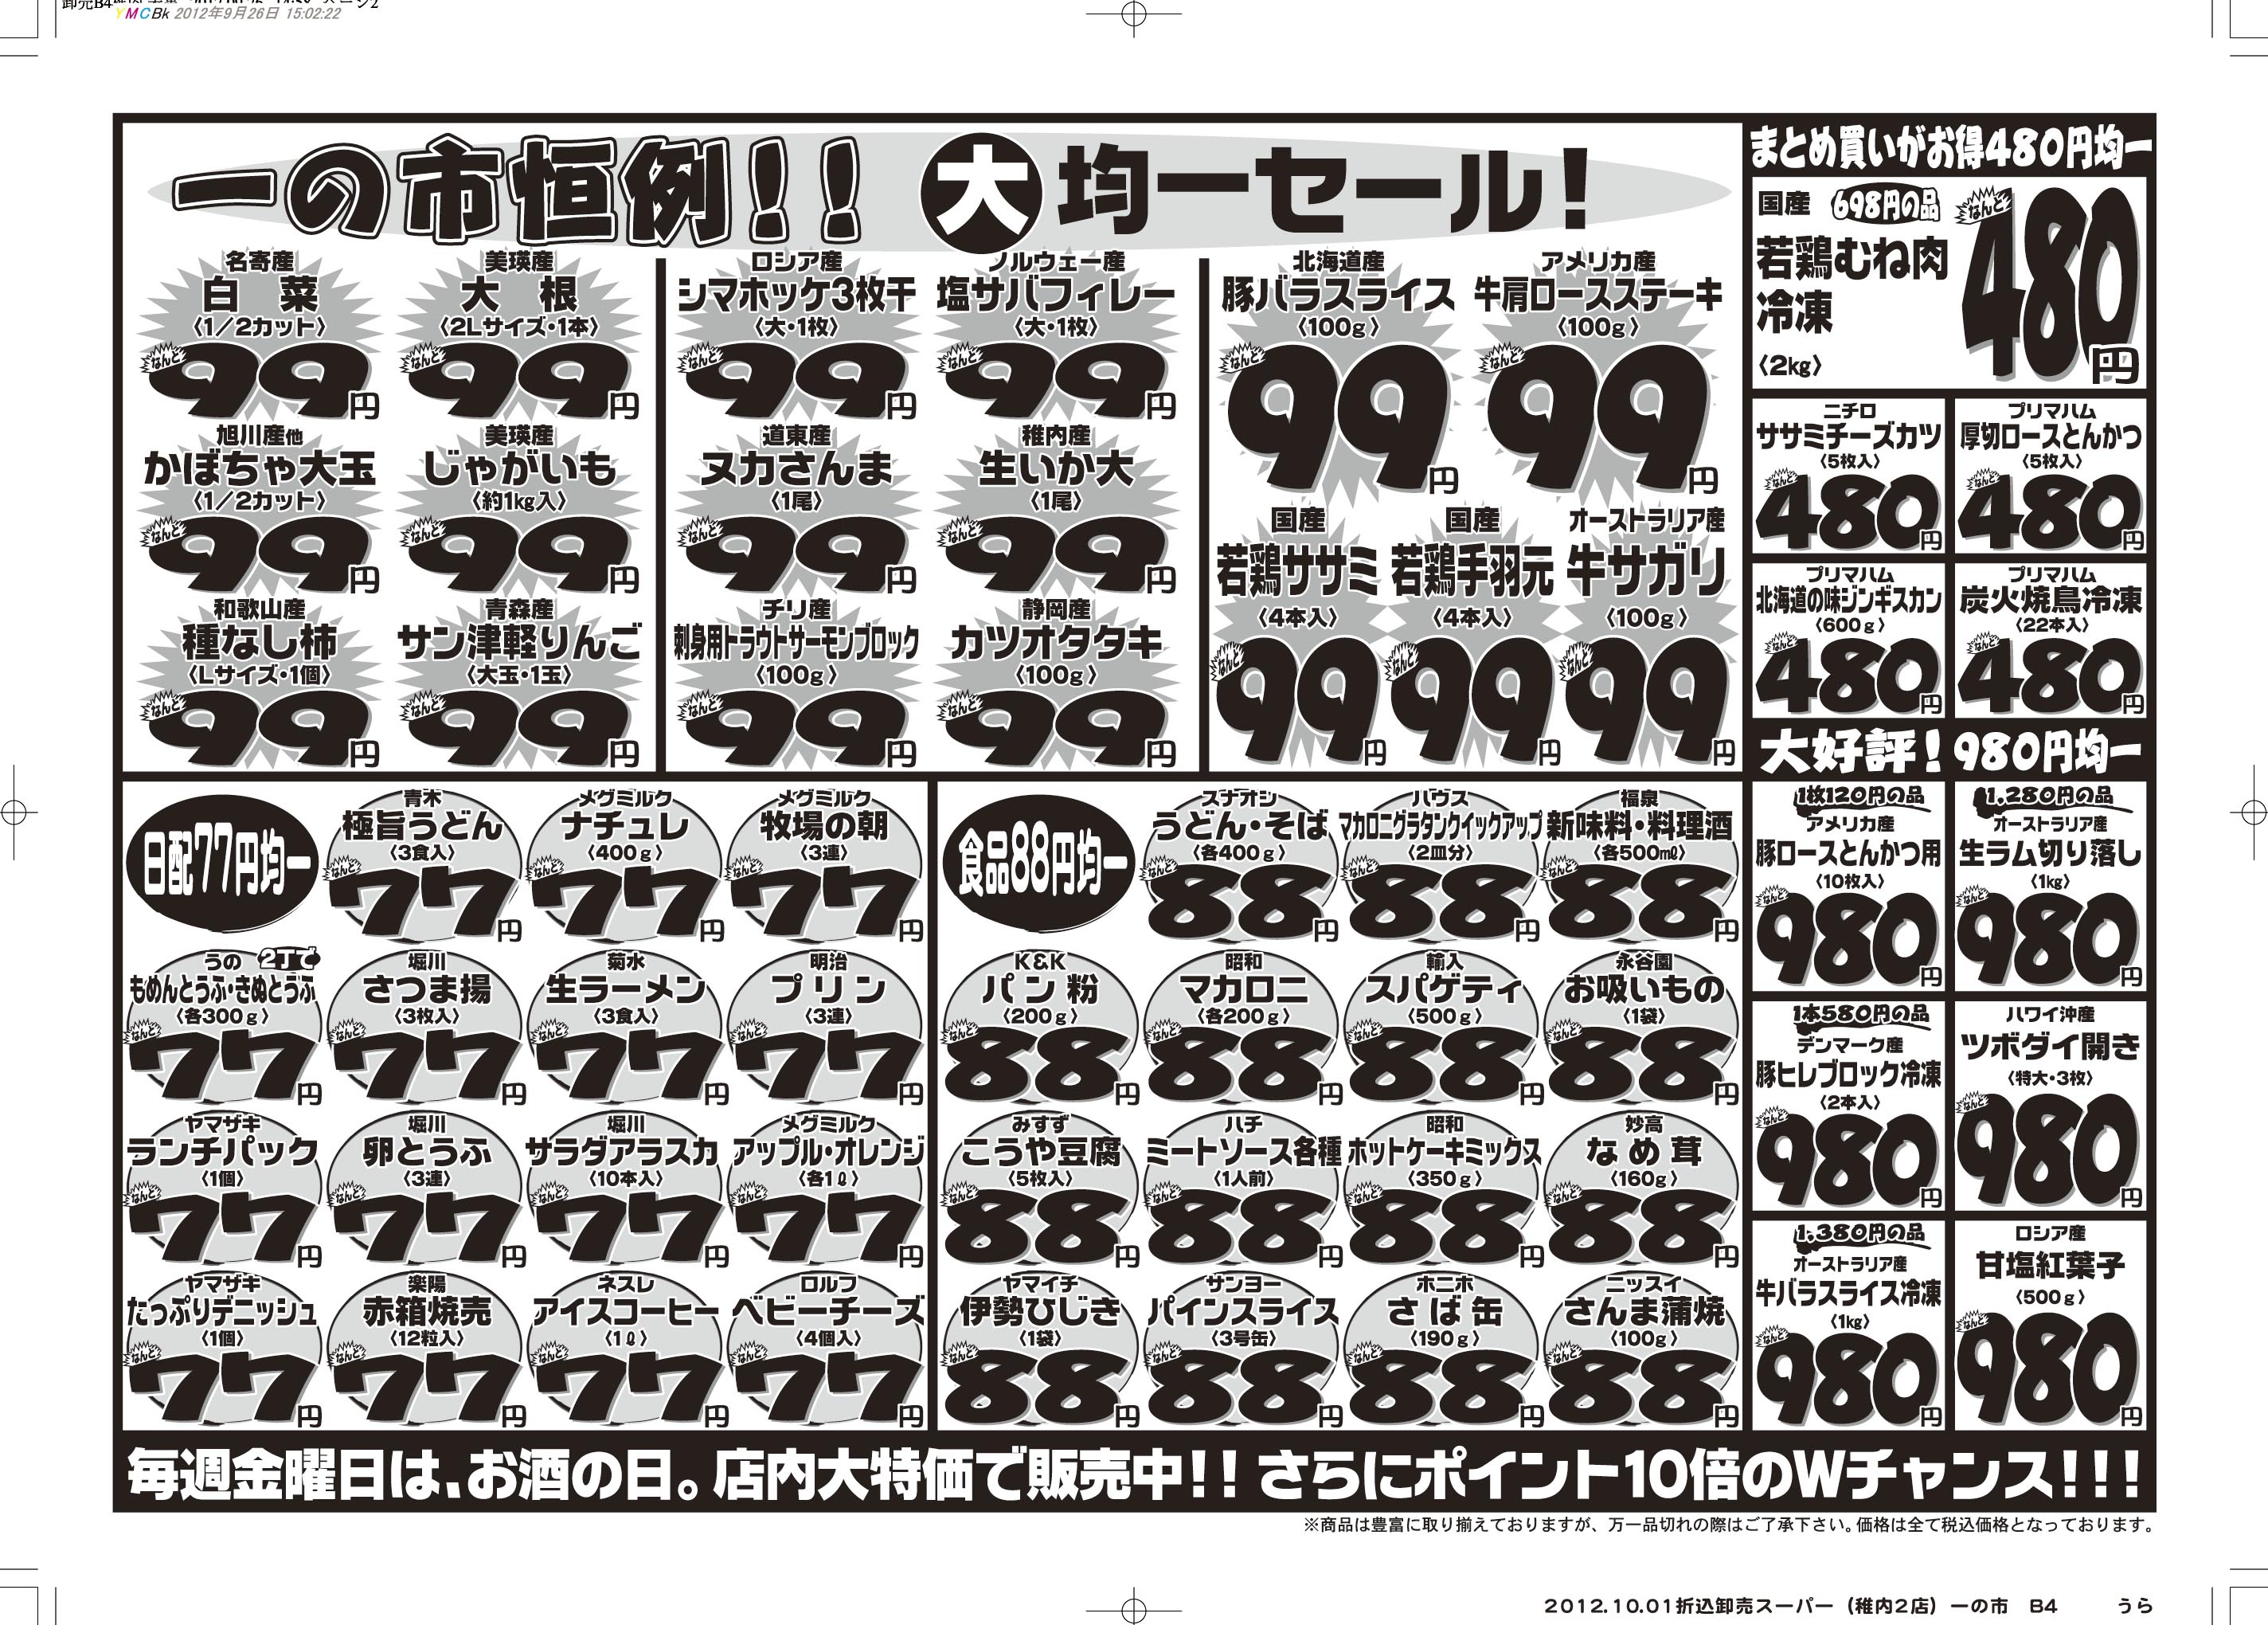 YMCBk 2012年9月26日 15:02:22
一の市恒例!! 大均一セール!
名寄産
白 菜
〈1/2カット〉
なんと99円
美瑛産
大 根
〈2Lサイズ・1本〉
なんと99円
旭川産他
かぼちゃ大玉
〈1/2カット〉
なんと99円
美瑛産
じゃがいも
〈約1kg入〉
なんと99円
和歌山産
種なし柿
〈Lサイズ・1個〉
なんと99円
青森産
サン津軽りんご
〈大玉・1玉〉
なんと99円
ロシア産
シマホッケ3枚干
〈大・1枚〉
なんと99円
ノルウェー産
塩サバフィレー
〈大・1枚〉
なんと99円
道東産
ヌカさんま
〈1尾〉
なんと99円
稚内産
生いか大
〈1尾〉
なんと99円
チリ産
刺身用トラウトサーモンブロック
〈100g〉
なんと99円
静岡産
カツオタタキ
〈100g〉
なんと99円
北海道産
豚バラスライス
〈100g〉
なんと99円
アメリカ産
牛肩ロースステーキ
〈100g〉
なんと99円
国産
若鶏ササミ
〈4本入〉
なんと99円
国産
若鶏手羽元
〈4本入〉
なんと99円
オーストラリア産
牛サガリ
〈100g〉
なんと99円
まとめ買いがお得480円均一
国産 698円の品
若鶏むね肉
冷凍
〈2kg〉
なんと480円
ニチロ
ササミチーズカツ
〈5枚入〉
なんと480円
プリマハム
厚切ロースとんかつ
〈5枚入〉
なんと480円
プリマハム
北海道の味ジンギスカン
〈600g〉
なんと480円
プリマハム
炭火焼鳥冷凍
〈22本入〉
なんと480円
大好評!980円均一
1枚120円の品
アメリカ産
豚ロースとんかつ用
〈10枚入〉
なんと980円
1,280円の品
オーストラリア産
生ラム切り落し
〈1kg〉
なんと980円
1本580円の品
デンマーク産
豚ヒレブロック冷凍
〈2本入〉
なんと980円
ハワイ沖産
ツボダイ開き
〈特大・3枚〉
なんと980円
1,380円の品
オーストラリア産
牛バラスライス冷凍
〈1kg〉
なんと980円
ロシア産
甘塩紅葉子
〈500g〉
なんと980円
日配77円均一
青木
極旨うどん
〈3食入〉
なんと77円
メグミルク
ナチュレ
〈400g〉
なんと77円
メグミルク
牧場の朝
〈3連〉
なんと77円
うの 2丁で
もめんとうふ・きぬとうふ
〈各300g〉
なんと77円
堀川
さつま揚
〈3枚入〉
なんと77円
菊水
生ラーメン
〈3食入〉
なんと77円
明治
プリン
〈3連〉
なんと77円
ヤマザキ
ランチパック
〈1個〉
なんと77円
堀川
卵とうふ
〈3連〉
なんと77円
堀川
サラダアラスカ
〈10本入〉
なんと77円
メグミルク
アップル・オレンジ
〈各1ℓ〉
なんと77円
ヤマザキ
たっぷりデニッシュ
〈1個〉
なんと77円
楽陽
赤箱焼売
〈12粒入〉
なんと77円
ネスレ
アイスコーヒー
〈1ℓ〉
なんと77円
ロルフ
ベビーチーズ
〈4個入〉
なんと77円
食品88円均一
スナオシ
うどん・そば
〈各400g〉
なんと88円
ハウス
マカロニグラタンクイックアップ
〈2皿分〉
なんと88円
福泉
新味料・料理酒
〈各500㎖〉
なんと88円
K&K
パン粉
〈200g〉
なんと88円
昭和
マカロニ
〈各200g〉
なんと88円
輸入
スパゲティ
〈500g〉
なんと88円
永谷園
お吸いもの
〈1袋〉
なんと88円
みすず
こうや豆腐
〈5枚入〉
なんと88円
ハチ
ミートソース各種
〈1人前〉
なんと88円
昭和
ホットケーキミックス
〈350g〉
なんと88円
妙高
なめ茸
〈160g〉
なんと88円
ヤマイチ
伊勢ひじき
〈1袋〉
なんと88円
サンヨー
パインスライス
〈3号缶〉
なんと88円
ホニホ
さば缶
〈190g〉
なんと88円
ニッスイ
さんま蒲焼
〈100g〉
なんと88円
毎週金曜日は、お酒の日。店内大特価で販売中!!さらにポイント10倍のWチャンス!!!
※商品は豊富に取り揃えておりますが、万一品切れの際はご了承下さい。価格は全て税込価格となっております。
2012.10.01折込卸売スーパー（稚内2店）一の市 B4 うら